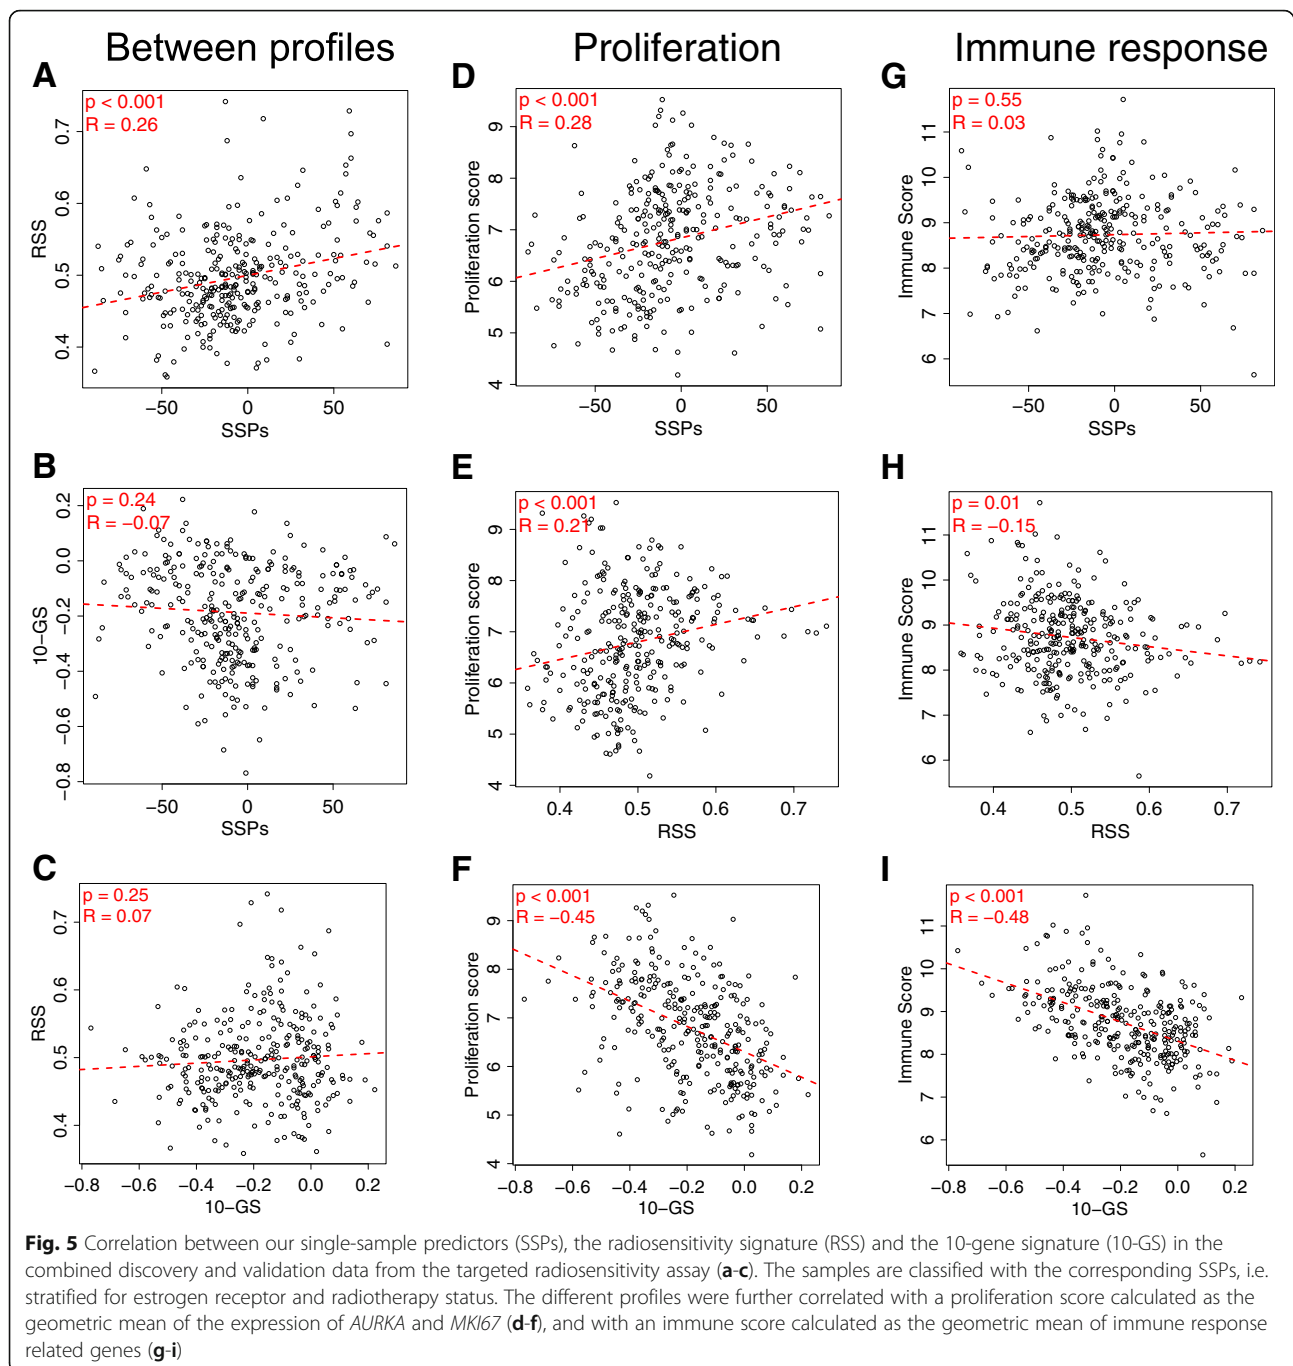 Between profiles
Proliferation
Immune response
A
p < 0.001
R = 0.26
RSS
0.4
0.5
0.6
0.7
−50
0
50
SSPs
D
p < 0.001
R = 0.28
Proliferation score
4
5
6
7
8
9
−50
0
50
SSPs
G
p = 0.55
R = 0.03
Immune Score
6
7
8
9
10
11
−50
0
50
SSPs
B
p = 0.24
R = −0.07
10−GS
−0.8
−0.6
−0.4
−0.2
0.0
0.2
−50
0
50
SSPs
E
p < 0.001
R = 0.21
Proliferation score
4
5
6
7
8
9
0.4
0.5
0.6
0.7
RSS
H
p = 0.01
R = −0.15
Immune Score
6
7
8
9
10
11
0.4
0.5
0.6
0.7
RSS
C
p = 0.25
R = 0.07
RSS
0.4
0.5
0.6
0.7
−0.8
−0.6
−0.4
−0.2
0.0
0.2
10−GS
F
p < 0.001
R = −0.45
Proliferation score
4
5
6
7
8
9
−0.8
−0.6
−0.4
−0.2
0.0
0.2
10−GS
I
p < 0.001
R = −0.48
Immune Score
6
7
8
9
10
11
−0.8
−0.6
−0.4
−0.2
0.0
0.2
10−GS
Fig. 5 Correlation between our single-sample predictors (SSPs), the radiosensitivity signature (RSS) and the 10-gene signature (10-GS) in the
combined discovery and validation data from the targeted radiosensitivity assay (a-c). The samples are classified with the corresponding SSPs, i.e.
stratified for estrogen receptor and radiotherapy status. The different profiles were further correlated with a proliferation score calculated as the
geometric mean of the expression of AURKA and MKI67 (d-f), and with an immune score calculated as the geometric mean of immune response
related genes (g-i)